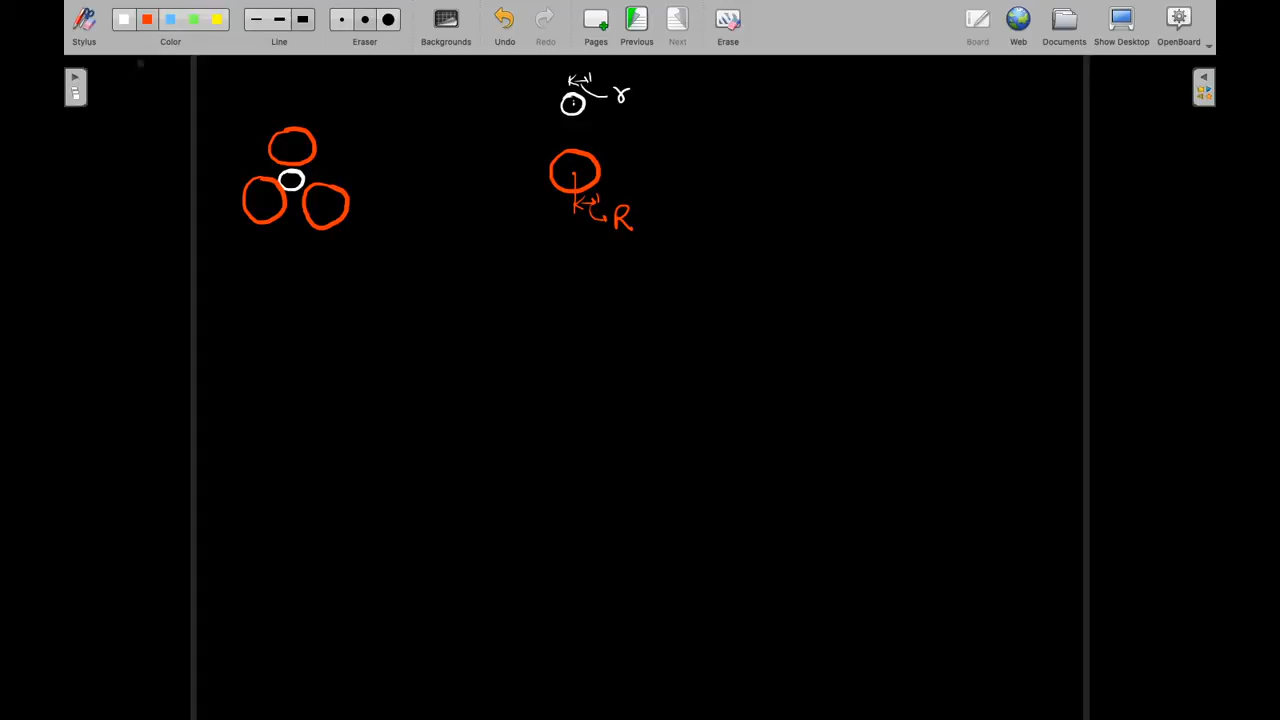 Stylus Color Line Eraser Backgrounds Undo Redo Pages Previous Next Erase Board Web Documents Show Desktop OpenBoard
r
R